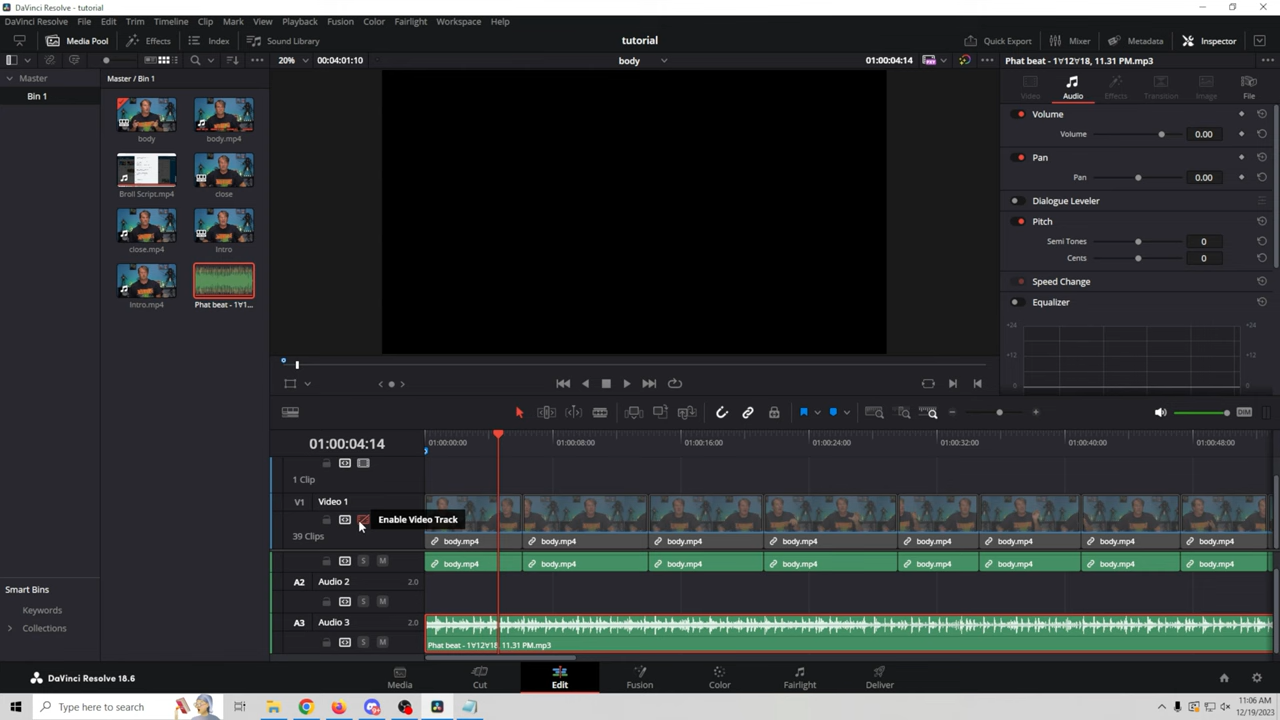 DaVinci Resolve - tutorial
DaVinci Resolve File Edit Trim Timeline Clip Mark View Playback Fusion Color Fairlight Workspace Help
Media Pool Effects Index Sound Library tutorial Quick Export Mixer Metadata Inspector
20% 00:04:01:10 body 01:00:04:14 Phat beat - 1∀12∀18, 11.31 PM.mp3
Master Master / Bin 1
Bin 1
Video Audio Effects Transition Image File
body body.mp4
Broll Script.mp4 close
close.mp4 Intro
Intro.mp4 Phat beat - 1∀1...
Volume
Volume 0.00
Pan
Pan 0.00
Dialogue Leveler
Pitch
Semi Tones 0
Cents 0
Speed Change
Equalizer
+24 +24
+12 +12
0 0
DIM
01:00:04:14 01:00:00:00 01:00:08:00 01:00:16:00 01:00:24:00 01:00:32:00 01:00:40:00 01:00:48:00
1 Clip
V1 Video 1
Enable Video Track
39 Clips
body.mp4 body.mp4 body.mp4 body.mp4 body.mp4 body.mp4 body.mp4 body.mp4
S M body.mp4 body.mp4 body.mp4 body.mp4 body.mp4 body.mp4 body.mp4 body.mp4
A2 Audio 2 2.0
S M
A3 Audio 3 2.0
S M Phat beat - 1∀12∀18, 11.31 PM.mp3
Smart Bins
Keywords
Collections
DaVinci Resolve 18.6 Media Cut Edit Fusion Color Fairlight Deliver
Type here to search
11:06 AM
12/19/2023